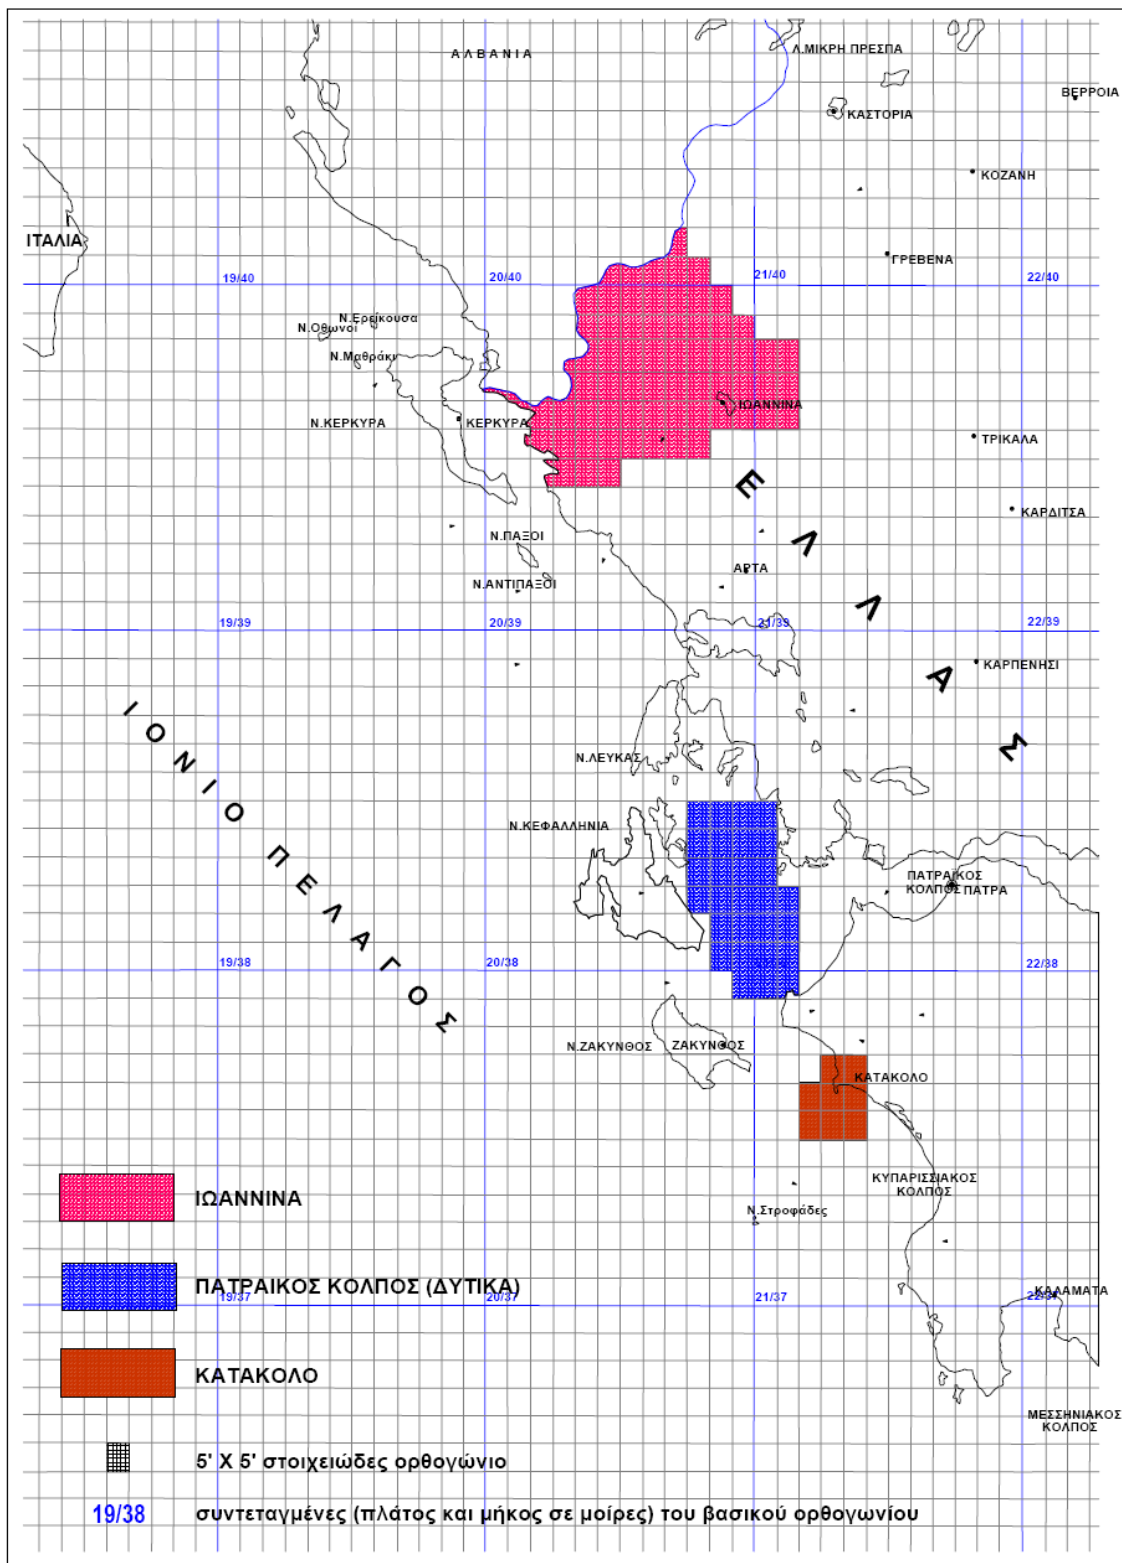 ΑΛΒΑΝΙΑ
Λ.ΜΙΚΡΗ ΠΡΕΣΠΑ
ΒΕΡΡΟΙΑ
ΚΑΣΤΟΡΙΑ
ΚΟΖΑΝΗ
ΙΤΑΛΙΑ
ΓΡΕΒΕΝΑ
19/40
20/40
21/40
22/40
Ν.Ερείκουσα
Ν.Οθωνοί
Ν.Μαθράκι
ΙΩΑΝΝΙΝΑ
Ν.ΚΕΡΚΥΡΑ
ΚΕΡΚΥΡΑ
ΤΡΙΚΑΛΑ
ΕΛΛΑΣ
ΚΑΡΔΙΤΣΑ
Ν.ΠΑΞΟΙ
ΑΡΤΑ
Ν.ΑΝΤΙΠΑΞΟΙ
19/39
20/39
21/39
22/39
ΚΑΡΠΕΝΗΣΙ
ΙΟΝΙΟ ΠΕΛΑΓΟΣ
Ν.ΛΕΥΚΑΣ
Ν.ΚΕΦΑΛΛΗΝΙΑ
ΠΑΤΡΑΙΚΟΣ
ΚΟΛΠΟΣ
ΠΑΤΡΑ
19/38
20/38
22/38
Ν.ΖΑΚΥΝΘΟΣ
ΖΑΚΥΝΘΟΣ
ΚΑΤΑΚΟΛΟ
ΚΥΠΑΡΙΣΣΙΑΚΟΣ
ΚΟΛΠΟΣ
Ν.Στροφάδες
ΙΩΑΝΝΙΝΑ
ΠΑΤΡΑΙΚΟΣ ΚΟΛΠΟΣ (ΔΥΤΙΚΑ)
19/37
20/37
21/37
22/37
ΚΑΛΑΜΑΤΑ
ΚΑΤΑΚΟΛΟ
ΜΕΣΣΗΝΙΑΚΟΣ
ΚΟΛΠΟΣ
5' Χ 5' στοιχειώδες ορθογώνιο
19/38 συντεταγμένες (πλάτος και μήκος σε μοίρες) του βασικού ορθογωνίου